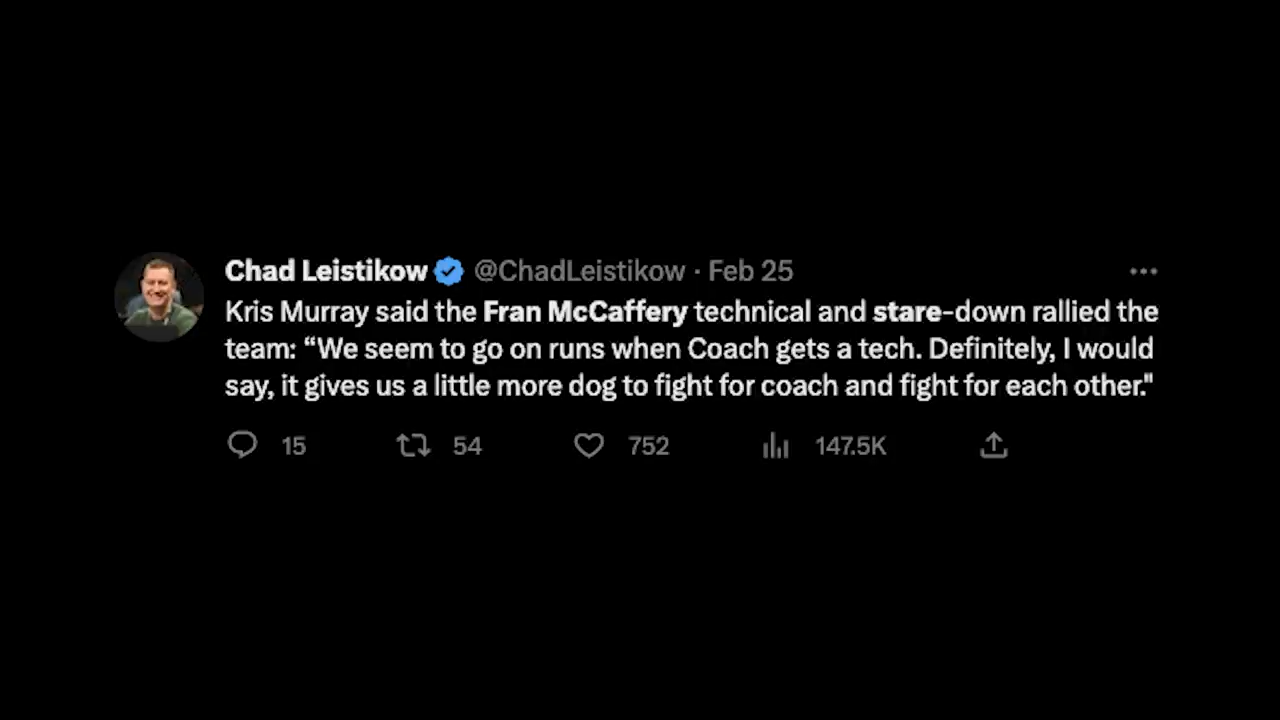 Chad Leistikow @ChadLeistikow · Feb 25
Kris Murray said the Fran McCaffery technical and stare-down rallied the
team: “We seem to go on runs when Coach gets a tech. Definitely, I would
say, it gives us a little more dog to fight for coach and fight for each other."
15 54 752 147.5K